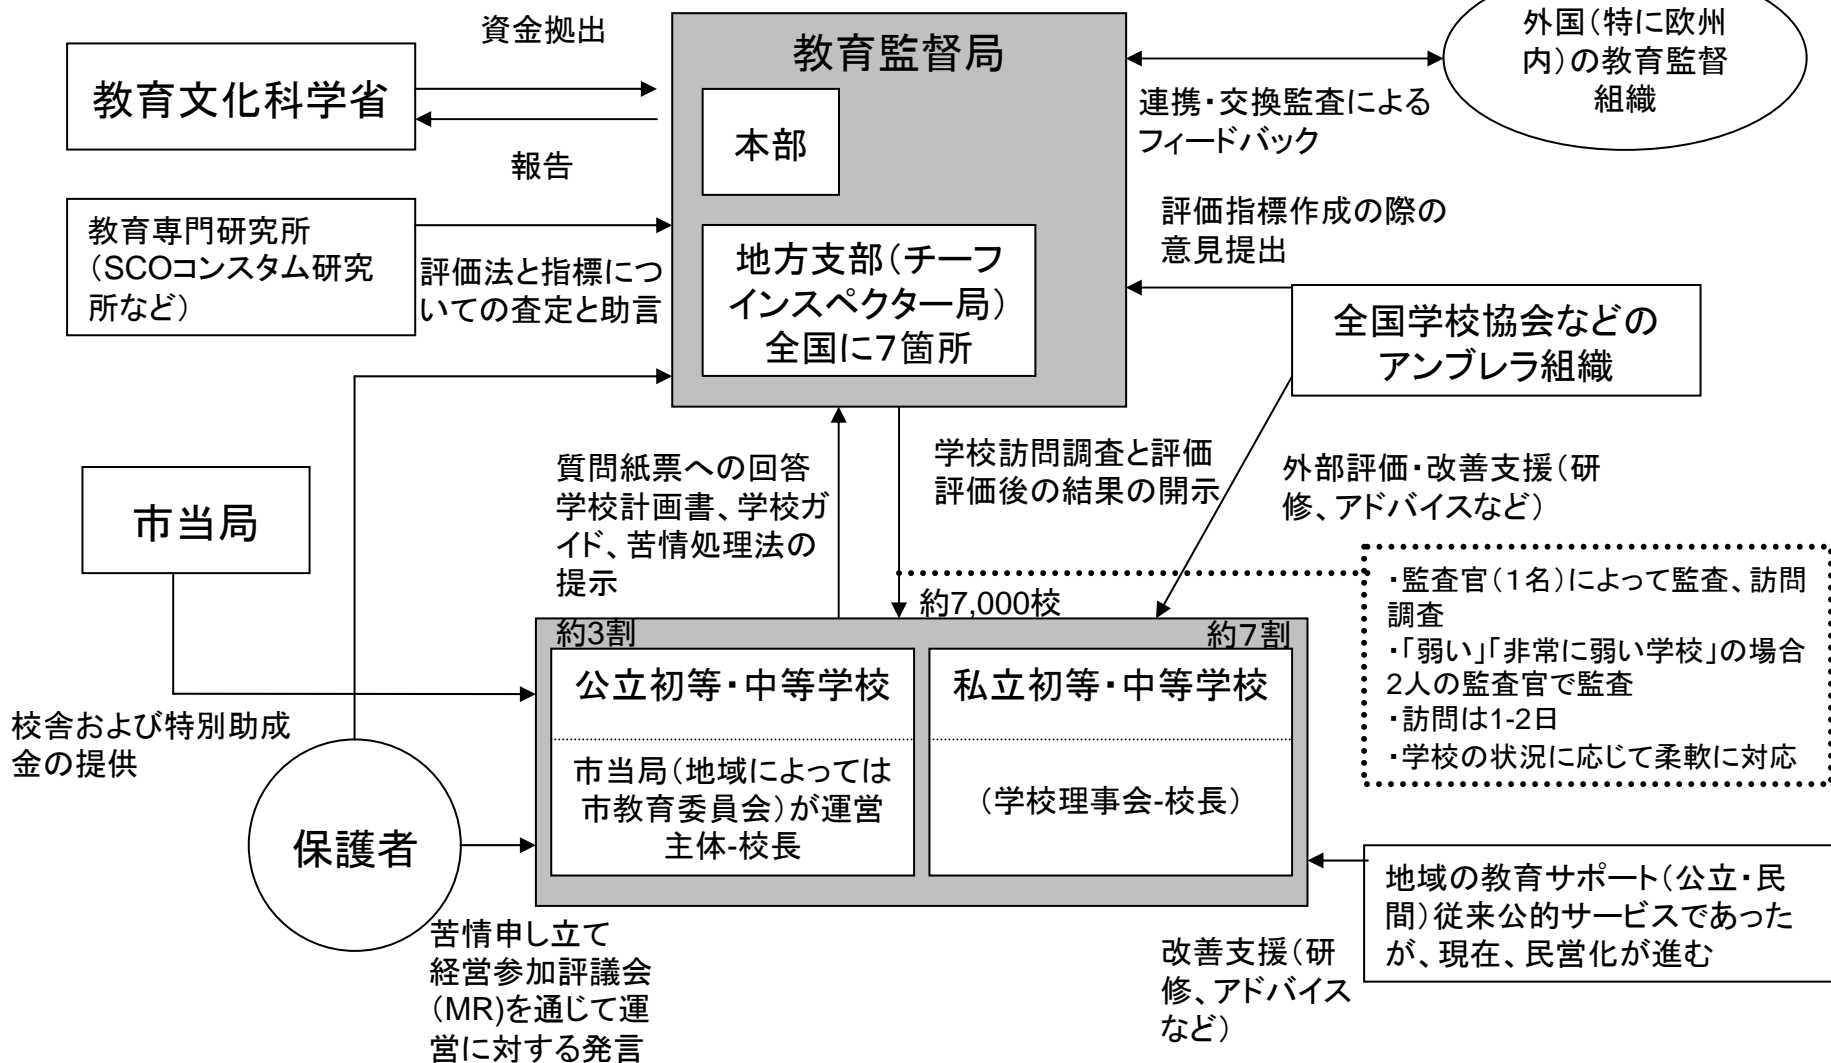 資金拠出
教育文化科学省
報告
教育監督局
本部
地方支部（チーフ
インスペクター局）
全国に7箇所
外国（特に欧州
内）の教育監督
組織
連携・交換監査による
フィードバック
教育専門研究所
（SCOコンスタム研究
所など）
評価法と指標につ
いての査定と助言
評価指標作成の際の
意見提出
全国学校協会などの
アンブレラ組織
市当局
質問紙票への回答
学校計画書、学校ガ
イド、苦情処理法の
提示
学校訪問調査と評価
評価後の結果の開示
外部評価・改善支援（研
修、アドバイスなど）
・監査官（1名）によって監査、訪問
調査
・「弱い」「非常に弱い学校」の場合
2人の監査官で監査
・訪問は1-2日
・学校の状況に応じて柔軟に対応
約7,000校
約3割
約7割
公立初等・中等学校
市当局（地域によっては
市教育委員会）が運営
主体-校長
私立初等・中等学校
（学校理事会-校長）
校舎および特別助成
金の提供
保護者
苦情申し立て
経営参加評議会
（MR)を通じて運
営に対する発言
改善支援（研
修、アドバイス
など）
地域の教育サポート（公立・民
間）従来公的サービスであった
が、現在、民営化が進む